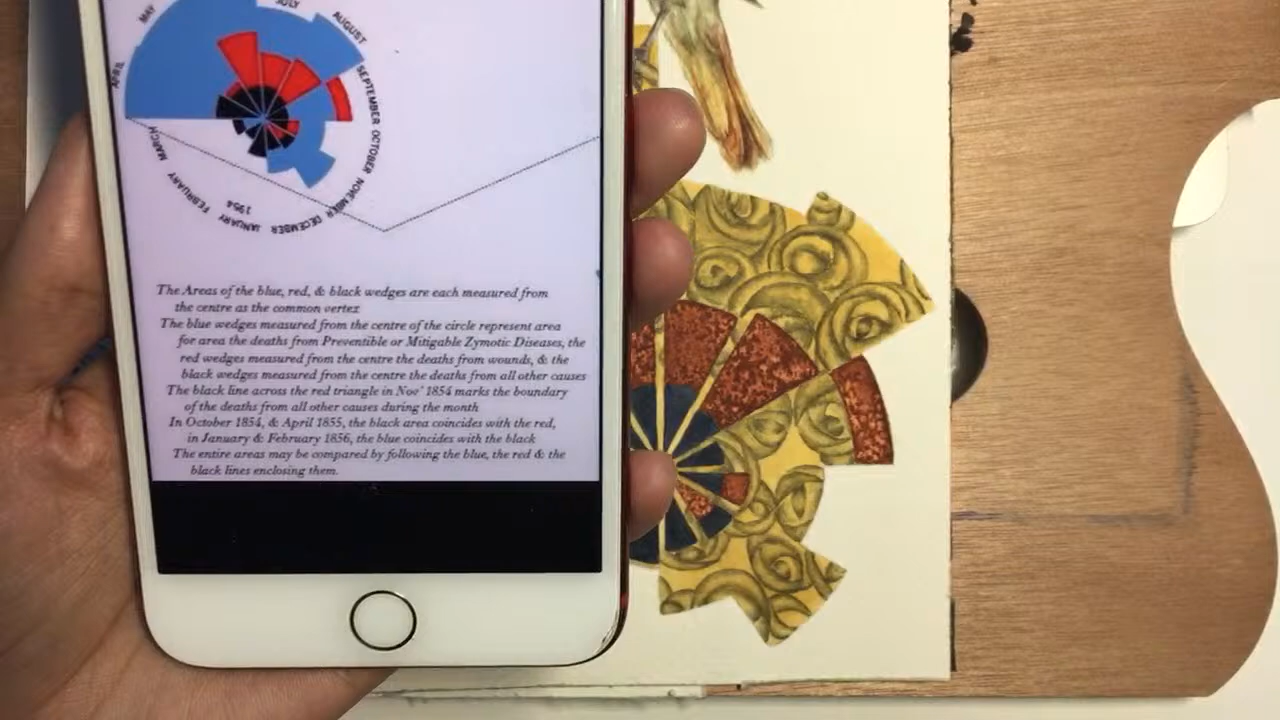 MAY
JULY
AUGUST
APRIL
SEPTEMBER
OCTOBER
MARCH
NOVEMBER
FEBRUARY
DECEMBER
1954
JANUARY
The Areas of the blue, red, & black wedges are each measured from
the centre as the common vertex
The blue wedges measured from the centre of the circle represent area
for area the deaths from Preventible or Mitigable Zymotic Diseases, the
red wedges measured from the centre the deaths from wounds, & the
black wedges measured from the centre the deaths from all other causes
The black line across the red triangle in Nov' 1854 marks the boundary
of the deaths from all other causes during the month
In October 1854, & April 1855, the black area coincides with the red,
in January & February 1856, the blue coincides with the black
The entire areas may be compared by following the blue, the red & the
black lines enclosing them.